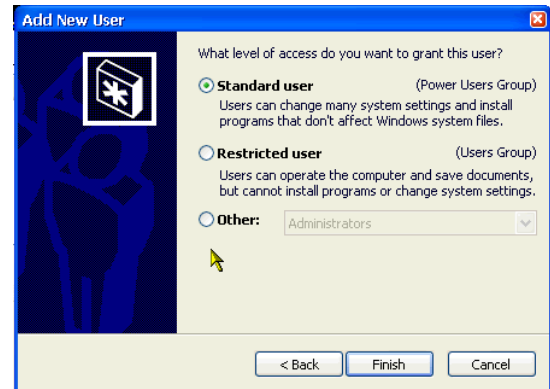 Add New User
What level of access do you want to grant this user?
Standard user (Power Users Group)
Users can change many system settings and install
programs that don't affect Windows system files.
Restricted user (Users Group)
Users can operate the computer and save documents,
but cannot install programs or change system settings.
Other: Administrators
< Back Finish Cancel